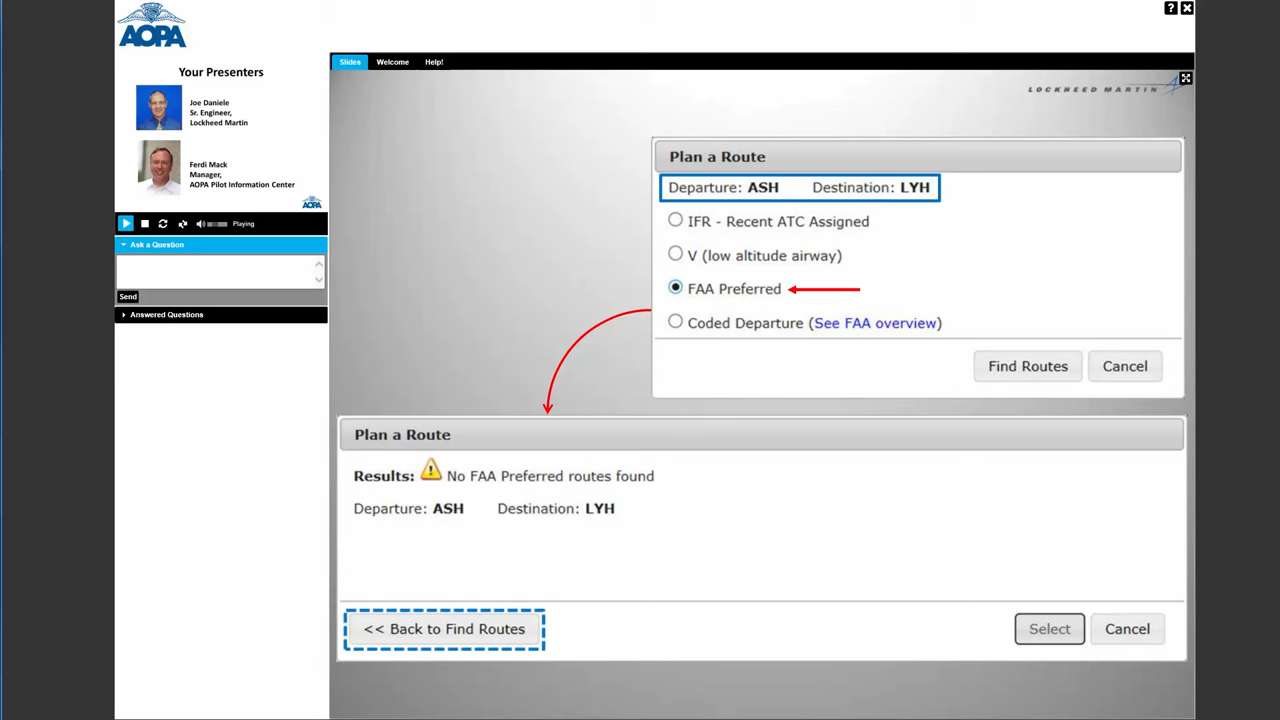 AOPA
? X
Your Presenters
Joe Daniele
Sr. Engineer,
Lockheed Martin
Ferdi Mack
Manager,
AOPA Pilot Information Center
AOPA
Playing
Ask a Question
Send
Answered Questions
Slides Welcome Help!
LOCKHEED MARTIN
Plan a Route
Departure: ASH Destination: LYH
IFR - Recent ATC Assigned
V (low altitude airway)
FAA Preferred
Coded Departure (See FAA overview)
Find Routes Cancel
Plan a Route
Results: ! No FAA Preferred routes found
Departure: ASH Destination: LYH
<< Back to Find Routes Select Cancel